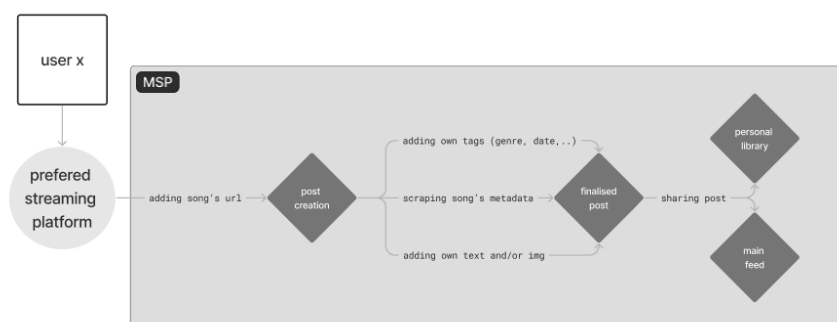 user x
MSP
prefered
streaming
platform
adding song's url
post
creation
adding own tags (genre, date,..)
scraping song's metadata
adding own text and/or img
finalised
post
sharing post
personal
library
main
feed